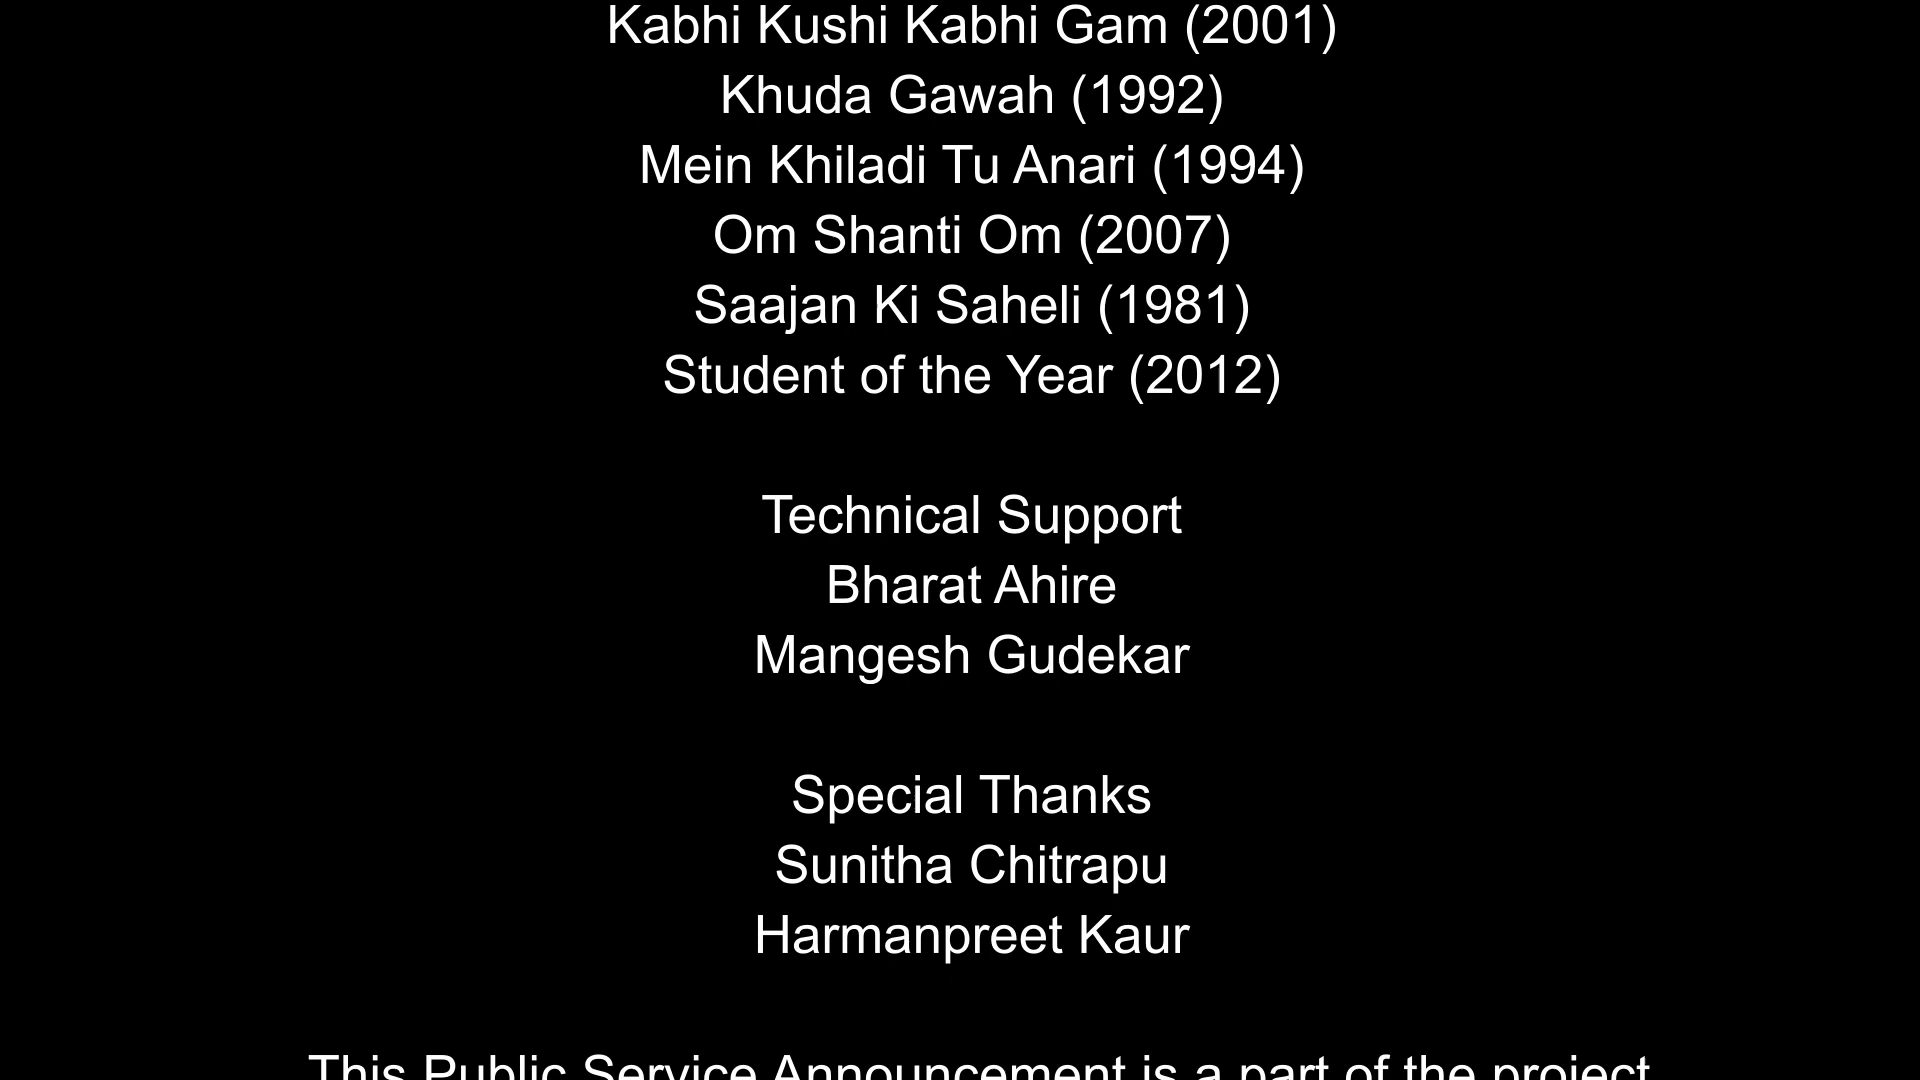 Kabhi Kushi Kabhi Gam (2001)
Khuda Gawah (1992)
Mein Khiladi Tu Anari (1994)
Om Shanti Om (2007)
Saajan Ki Saheli (1981)
Student of the Year (2012)
Technical Support
Bharat Ahire
Mangesh Gudekar
Special Thanks
Sunitha Chitrapu
Harmanpreet Kaur
This Public Service Announcement is a part of the project